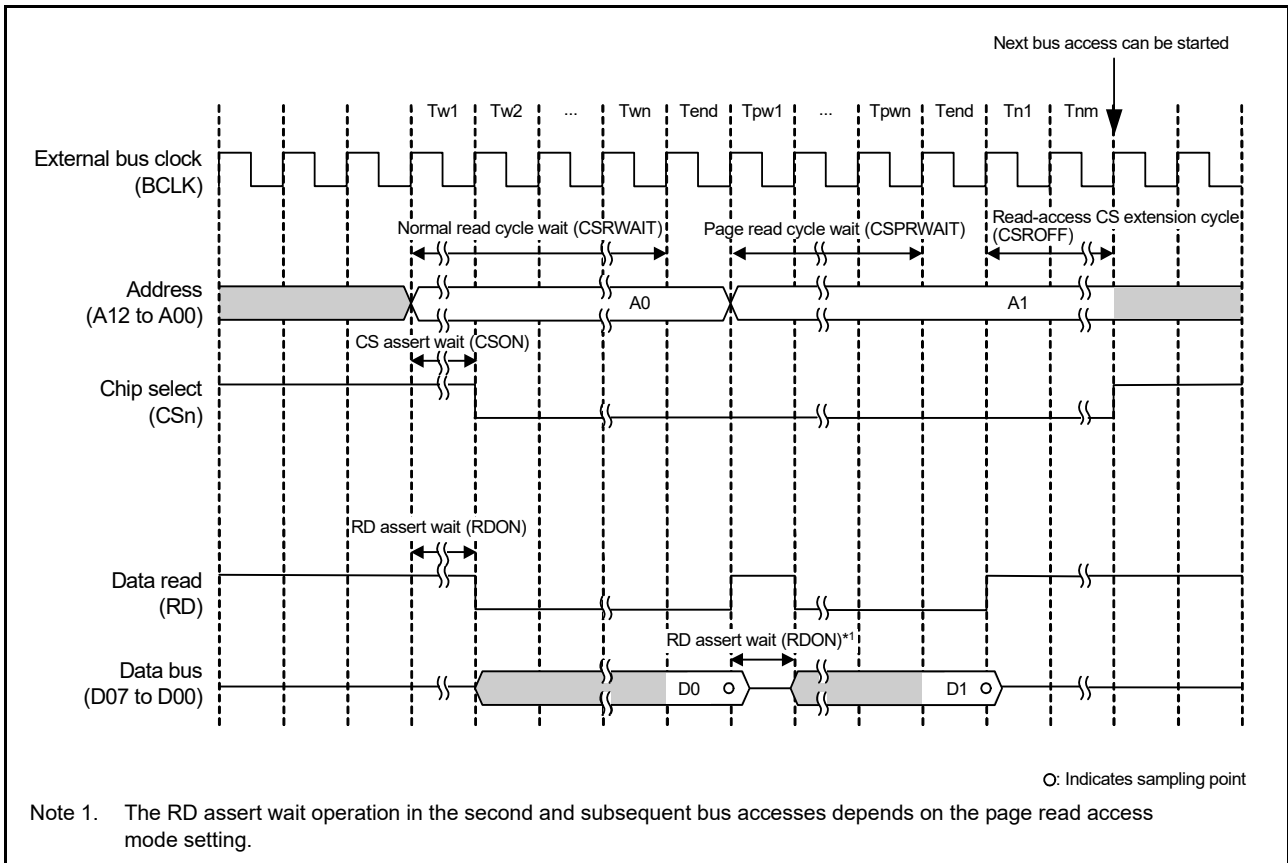 Next bus access can be started
Tw1 Tw2 ... Twn Tend Tpw1 ... Tpwn Tend Tn1 Tnm
External bus clock
(BCLK)
Normal read cycle wait (CSRWAIT)
Page read cycle wait (CSPRWAIT)
Read-access CS extension cycle
(CSROFF)
Address
(A12 to A00)
A0
A1
CS assert wait (CSON)
Chip select
(CSn)
RD assert wait (RDON)
Data read
(RD)
RD assert wait (RDON)*1
Data bus
(D07 to D00)
D0
D1
O: Indicates sampling point
Note 1. The RD assert wait operation in the second and subsequent bus accesses depends on the page read access
mode setting.